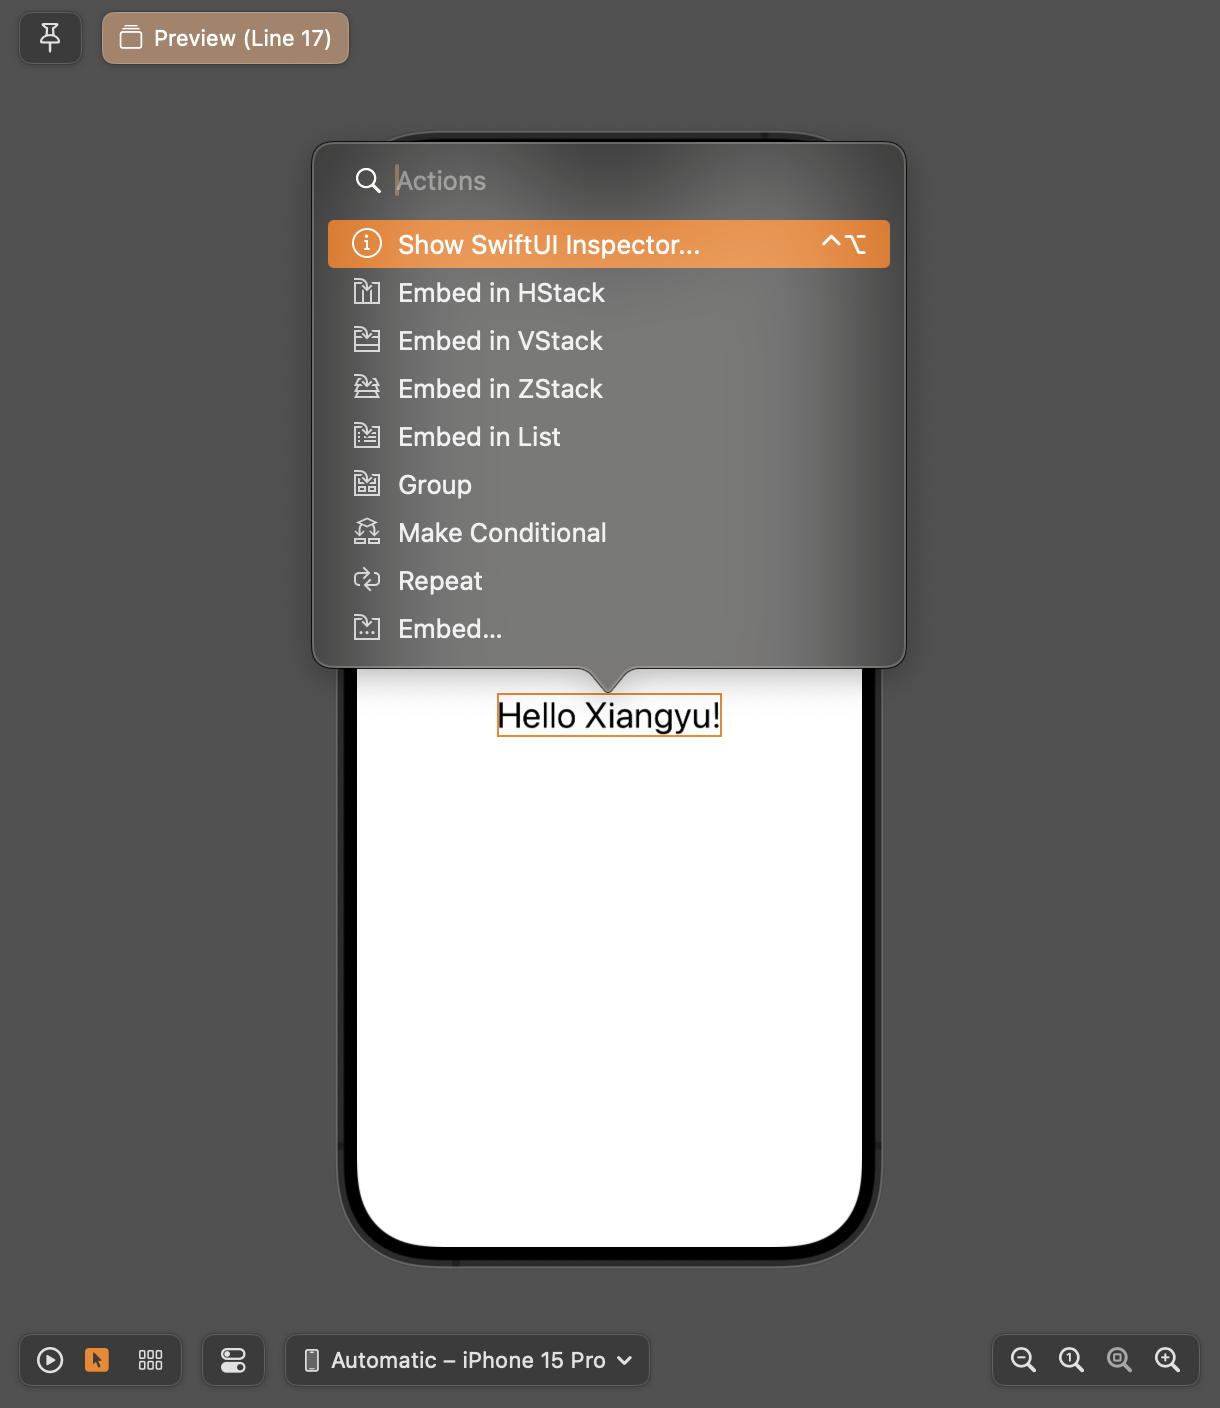 Preview (Line 17)
Actions
Show SwiftUI Inspector... ⌃⌥
Embed in HStack
Embed in VStack
Embed in ZStack
Embed in List
Group
Make Conditional
Repeat
Embed...
Hello Xiangyu!
Automatic – iPhone 15 Pro